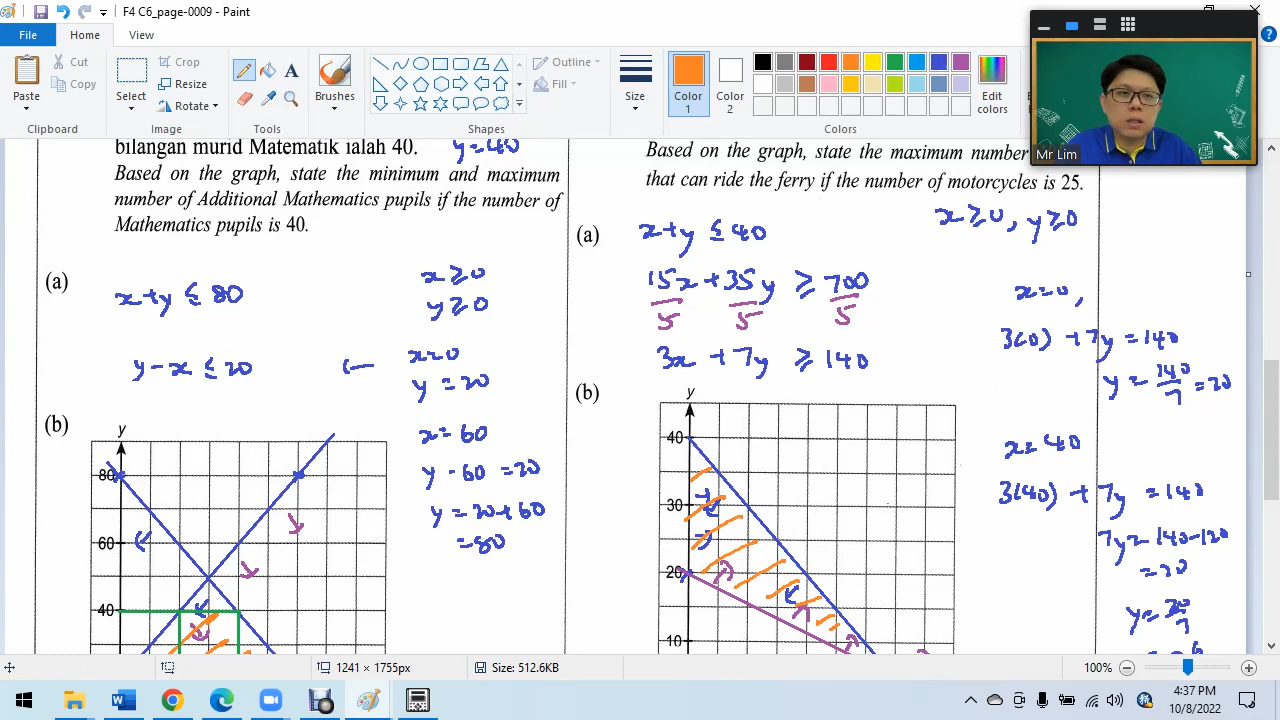 F4 C6_page-0009 - Paint
File Home View
Paste Cut Copy Clipboard
Select Crop Resize Rotate Image
Tools
Brushes
Outline Fill Shapes
Size
Color 1 Color 2 Edit colors Colors
Mr Lim
bilangan murid Matematik ialah 40.
y=40
Based on the graph, state the minimum and maximum
number of Additional Mathematics pupils if the number of
Mathematics pupils is 40.
(a)
x+y ≤ 80
x ≥ 0
y ≥ 0
y-x ≤ 20
x=0
y = 20
(b)
x = 60
y - 60 = 20
y = 20+60
= 80
y
80
60
40
Based on the graph, state the maximum number
that can ride the ferry if the number of motorcycles is 25.
x ≥ 0, y ≥ 0
(a)
x+y ≤ 40
15x + 35y ≥ 700
5 5 5
3x + 7y ≥ 140
x=0,
3(0) + 7y = 140
y = 140/7 = 20
(b)
x = 40
3(40) + 7y = 140
7y = 140-120
= 20
y = 20/7
y
40
30
20
10
1241 × 1755px
Size: 512.6KB
100%
4:37 PM
10/8/2022